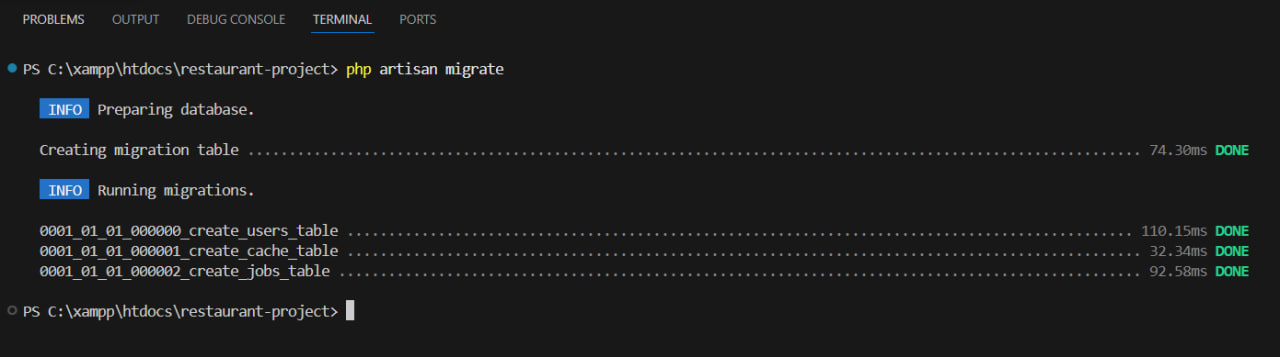 PROBLEMS OUTPUT DEBUG CONSOLE TERMINAL PORTS
PS C:\xampp\htdocs\restaurant-project> php artisan migrate
INFO Preparing database.
Creating migration table ............................................................................................................ 74.30ms DONE
INFO Running migrations.
0001_01_01_000000_create_users_table ............................................................................................... 110.15ms DONE
0001_01_01_000001_create_cache_table ................................................................................................ 32.34ms DONE
0001_01_01_000002_create_jobs_table ................................................................................................. 92.58ms DONE
PS C:\xampp\htdocs\restaurant-project>